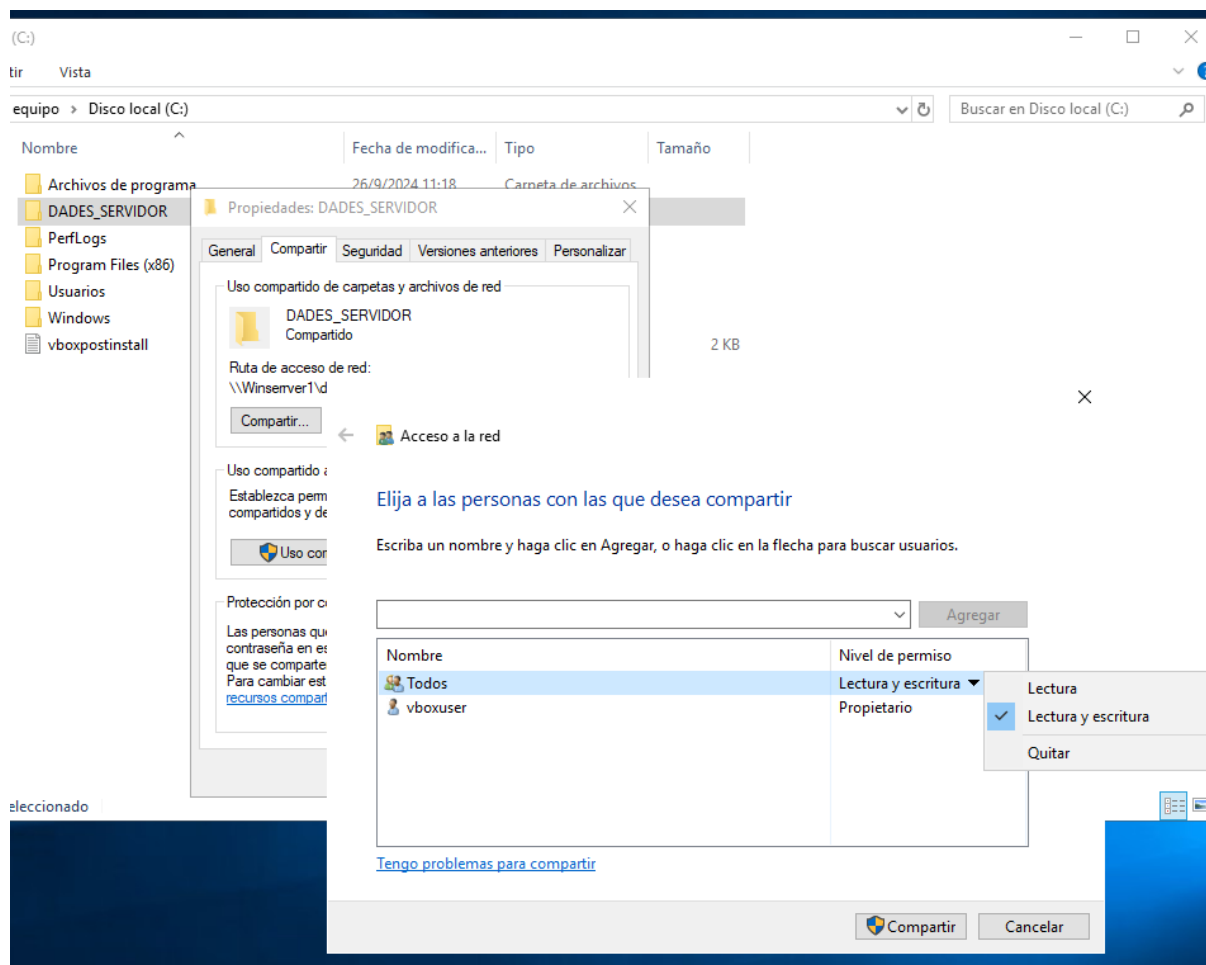 (C:)
tir Vista
equipo > Disco local (C:)
Buscar en Disco local (C:)
Nombre Fecha de modifica... Tipo Tamaño
Archivos de programa 26/9/2024 11:18 Carpeta de archivos
DADES_SERVIDOR
PerfLogs
Program Files (x86)
Usuarios
Windows
vboxpostinstall 2 KB
eleccionado
Propiedades: DADES_SERVIDOR
General Compartir Seguridad Versiones anteriores Personalizar
Uso compartido de carpetas y archivos de red
DADES_SERVIDOR
Compartido
Ruta de acceso de red:
\\Winserrver1\d
Compartir...
Uso compartido a
Establezca perm
compartidos y de
Uso cor
Protección por co
Las personas qu
contraseña en es
que se comparte
Para cambiar est
recursos compart
Acceso a la red
Elija a las personas con las que desea compartir
Escriba un nombre y haga clic en Agregar, o haga clic en la flecha para buscar usuarios.
Agregar
Nombre Nivel de permiso
Todos Lectura y escritura
vboxuser Propietario
Lectura
Lectura y escritura
Quitar
Tengo problemas para compartir
Compartir Cancelar